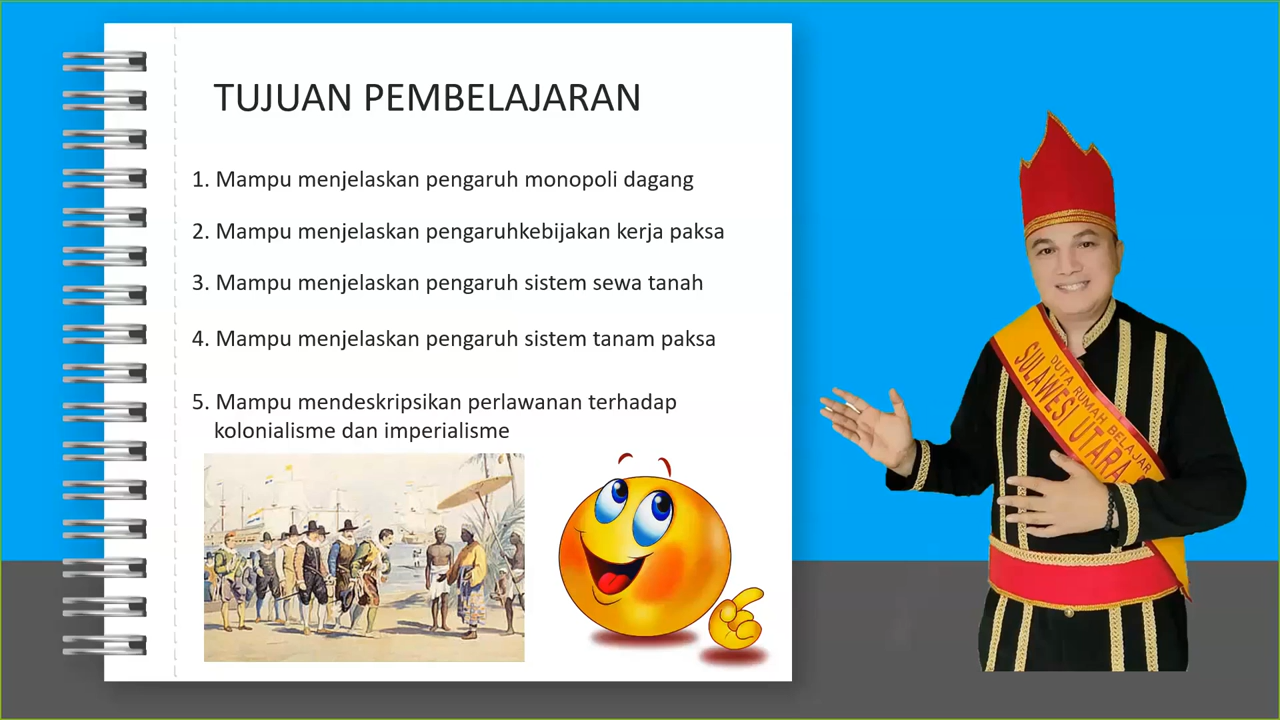 TUJUAN PEMBELAJARAN
1. Mampu menjelaskan pengaruh monopoli dagang
2. Mampu menjelaskan pengaruhkebijakan kerja paksa
3. Mampu menjelaskan pengaruh sistem sewa tanah
4. Mampu menjelaskan pengaruh sistem tanam paksa
5. Mampu mendeskripsikan perlawanan terhadap
kolonialisme dan imperialisme
DUTA RUMAH BELAJAR
SULAWESI UTARA